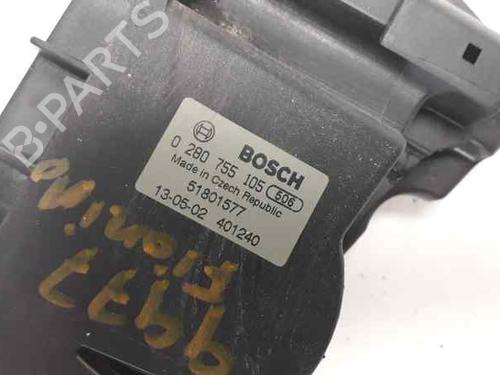 B-PARTS
BOSCH
0 280 755 105 506
Made in Czech Republic
51801577
13-05-02 401240